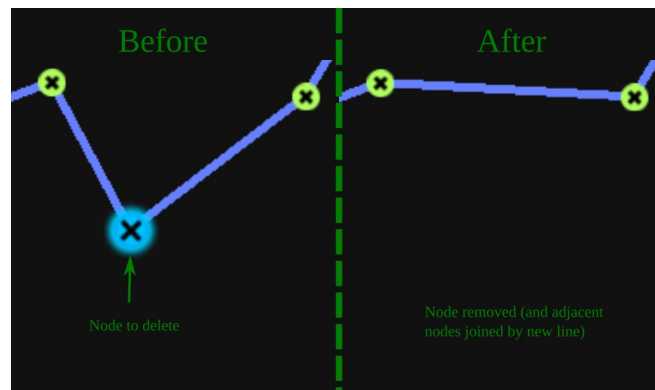 Before
After
Node to delete
Node removed (and adjacent
nodes joined by new line)